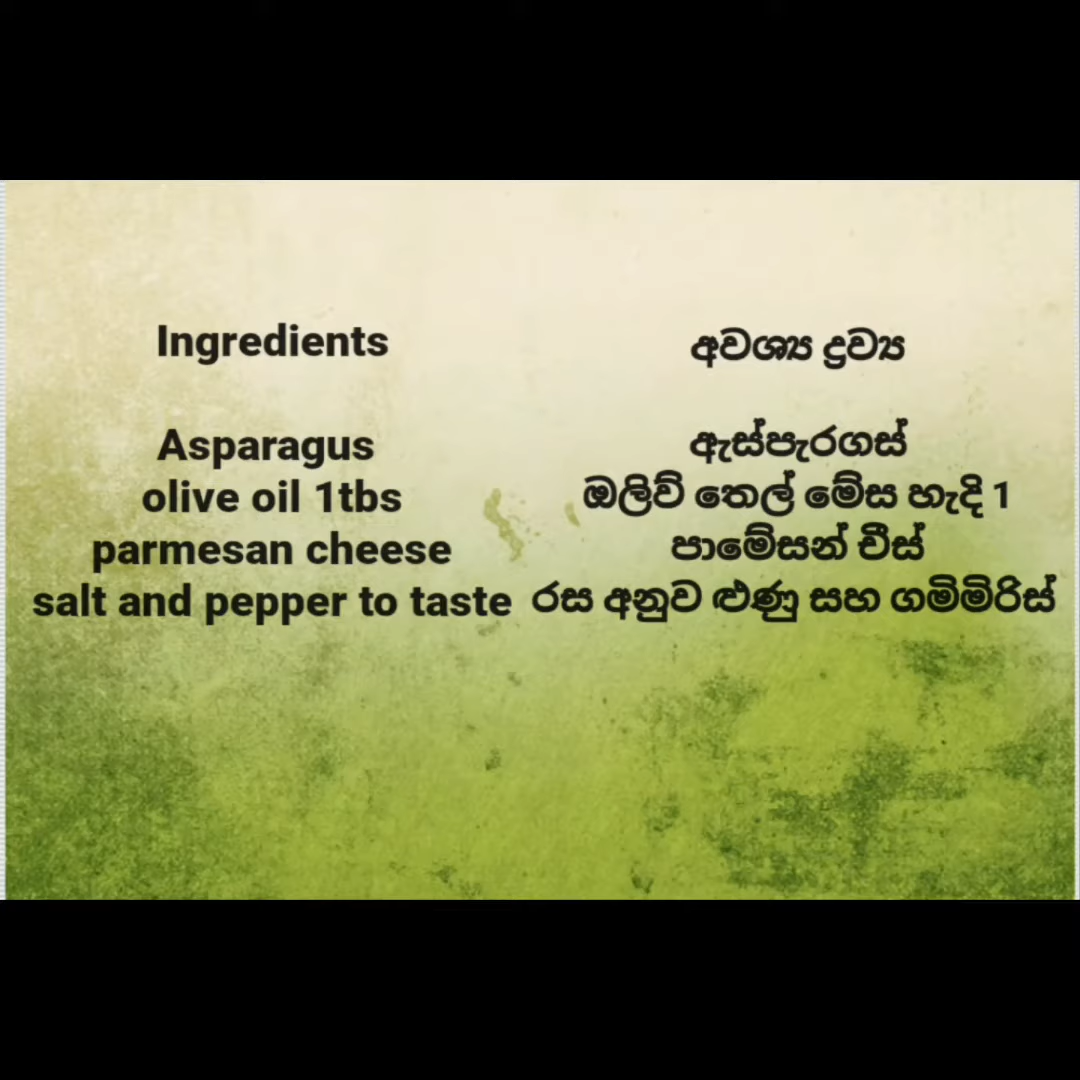 Ingredients
Asparagus
olive oil 1tbs
parmesan cheese
salt and pepper to taste
අවශ්‍ය ද්‍රව්‍ය
ඇස්පැරගස්
ඔලිව් තෙල් මේස හැදි 1
පාමේසන් චීස්
රස අනුව ළුණු සහ ගම්මිරිස්